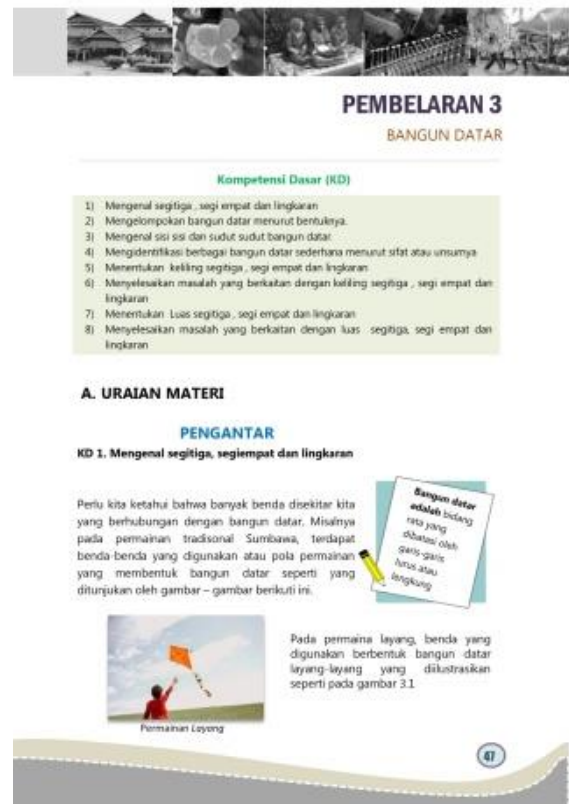 PEMBELARAN 3
BANGUN DATAR
Kompetensi Dasar (KD)
1) Mengenal segitiga , segi empat dan lingkaran
2) Mengelompokan bangun datar menurut bentuknya.
3) Mengenal sisi sisi dan sudut sudut bangun datar.
4) Mengidentifikasi berbagai bangun datar sederhana menurut sifat atau unsurnya
5) Menentukan keliling segitiga , segi empat dan lingkaran
6) Menyelesaikan masalah yang berkaitan dengan keliling segitiga , segi empat dan
lingkaran
7) Menentukan Luas segitiga , segi empat dan lingkaran
8) Menyelesaikan masalah yang berkaitan dengan luas segitiga, segi empat dan
lingkaran
A. URAIAN MATERI
PENGANTAR
KD 1. Mengenal segitiga, segiempat dan lingkaran
Perlu kita ketahui bahwa banyak benda disekitar kita
yang berhubungan dengan bangun datar. Misalnya
pada permainan tradisonal Sumbawa, terdapat
benda-benda yang digunakan atau pola permainan
yang membentuk bangun datar seperti yang
ditunjukan oleh gambar – gambar berikuti ini.
Bangun datar
adalah bidang
rata yang
dibatasi oleh
garis-garis
lurus atau
lengkung
Pada permaina layang, benda yang
digunakan berbentuk bangun datar
layang-layang yang diilustrasikan
seperti pada gambar 3.1
Permainan Layang
47